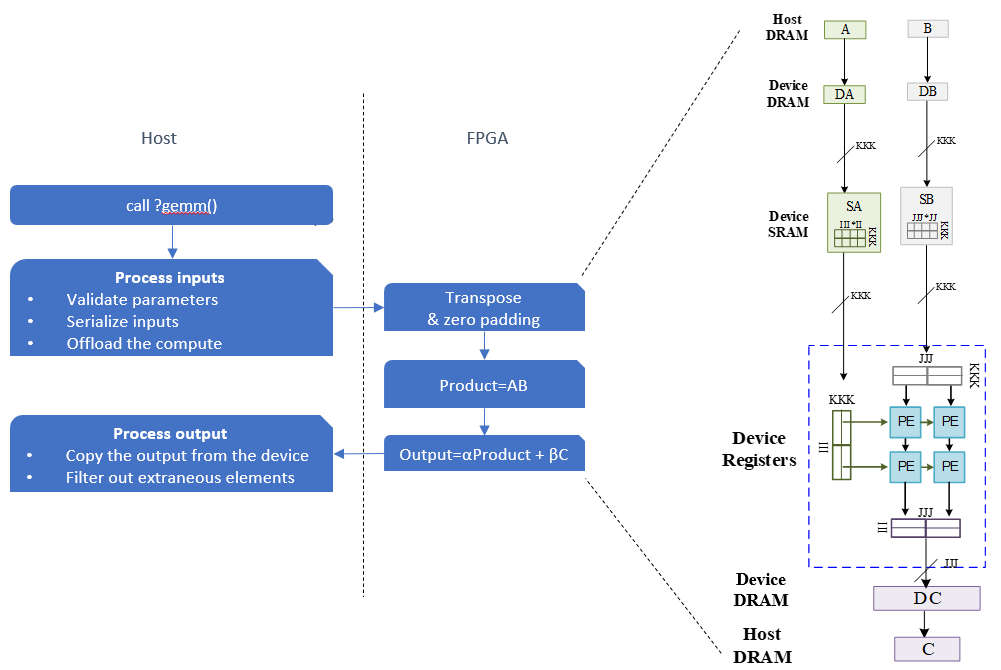 Host
FPGA
call ?gemm()
Process inputs
• Validate parameters
• Serialize inputs
• Offload the compute
Transpose
& zero padding
Product=AB
Output=αProduct + βC
Process output
• Copy the output from the device
• Filter out extraneous elements
Host
DRAM
A
B
Device
DRAM
DA
DB
KKK
KKK
Device
SRAM
SA
III*II
KKK
SB
JJJ*JJ
KKK
KKK
KKK
Device
Registers
JJJ
KKK
KKK
III
PE
PE
PE
PE
JJJ
III
JJJ
Device
DRAM
DC
Host
DRAM
C